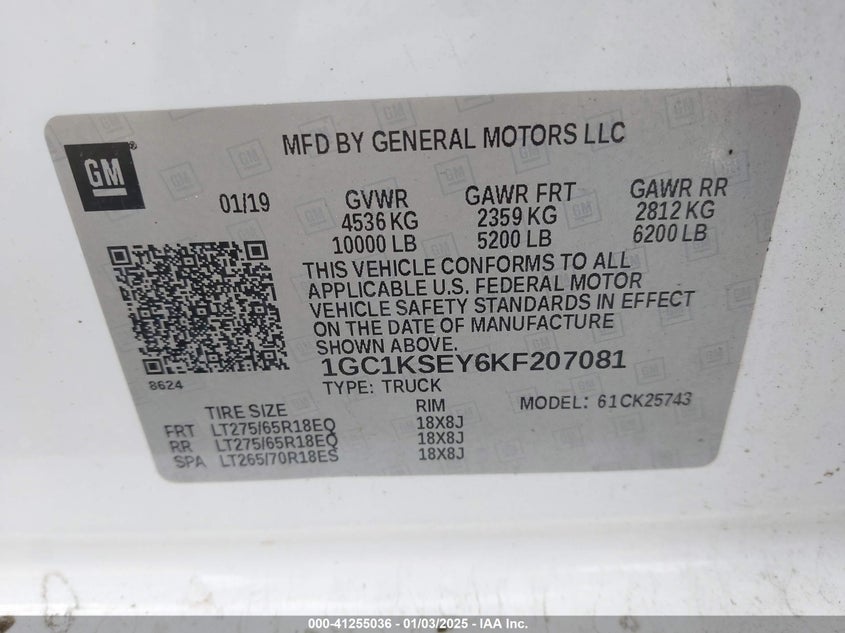 MFD BY GENERAL MOTORS LLC
GM
01/19
GVWR
4536 KG
10000 LB
GAWR FRT
2359 KG
5200 LB
GAWR RR
2812 KG
6200 LB
THIS VEHICLE CONFORMS TO ALL
APPLICABLE U.S. FEDERAL MOTOR
VEHICLE SAFETY STANDARDS IN EFFECT
ON THE DATE OF MANUFACTURE
SHOWN ABOVE.
1GC1KSEY6KF207081
8624
TYPE: TRUCK
TIRE SIZE RIM MODEL: 61CK25743
FRT LT275/65R18EQ 18X8J
RR LT275/65R18EQ 18X8J
SPA LT265/70R18ES 18X8J
000-41255036 - 01/03/2025 - IAA Inc.